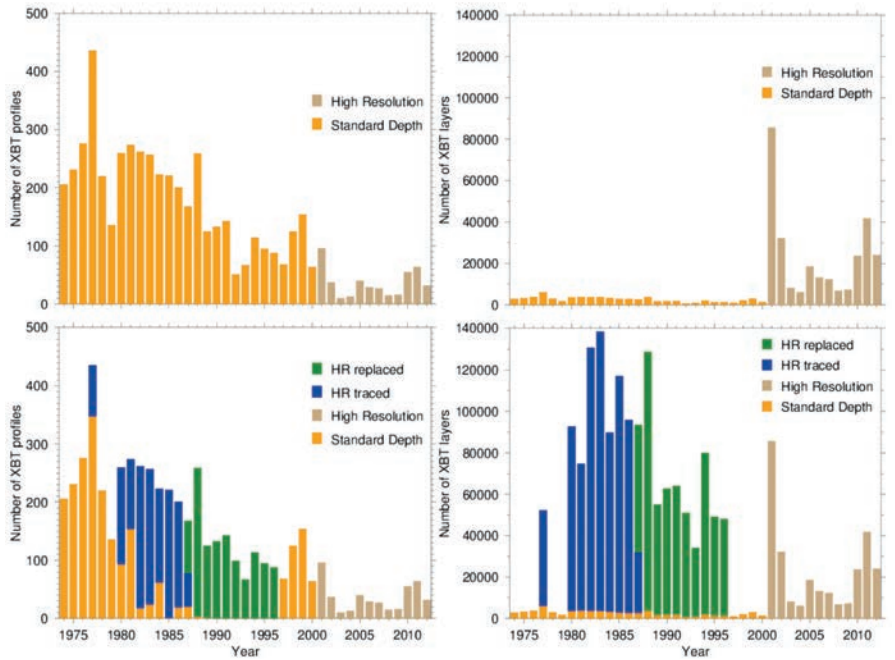 Number of XBT profiles
500
400
300
200
100
0
High Resolution
Standard Depth
Number of XBT layers
140000
120000
100000
80000
60000
40000
20000
0
High Resolution
Standard Depth
Number of XBT profiles
500
400
300
200
100
0
HR replaced
HR traced
High Resolution
Standard Depth
1975 1980 1985 1990 1995 2000 2005 2010
Year
Number of XBT layers
140000
120000
100000
80000
60000
40000
20000
0
HR replaced
HR traced
High Resolution
Standard Depth
1975 1980 1985 1990 1995 2000 2005 2010
Year